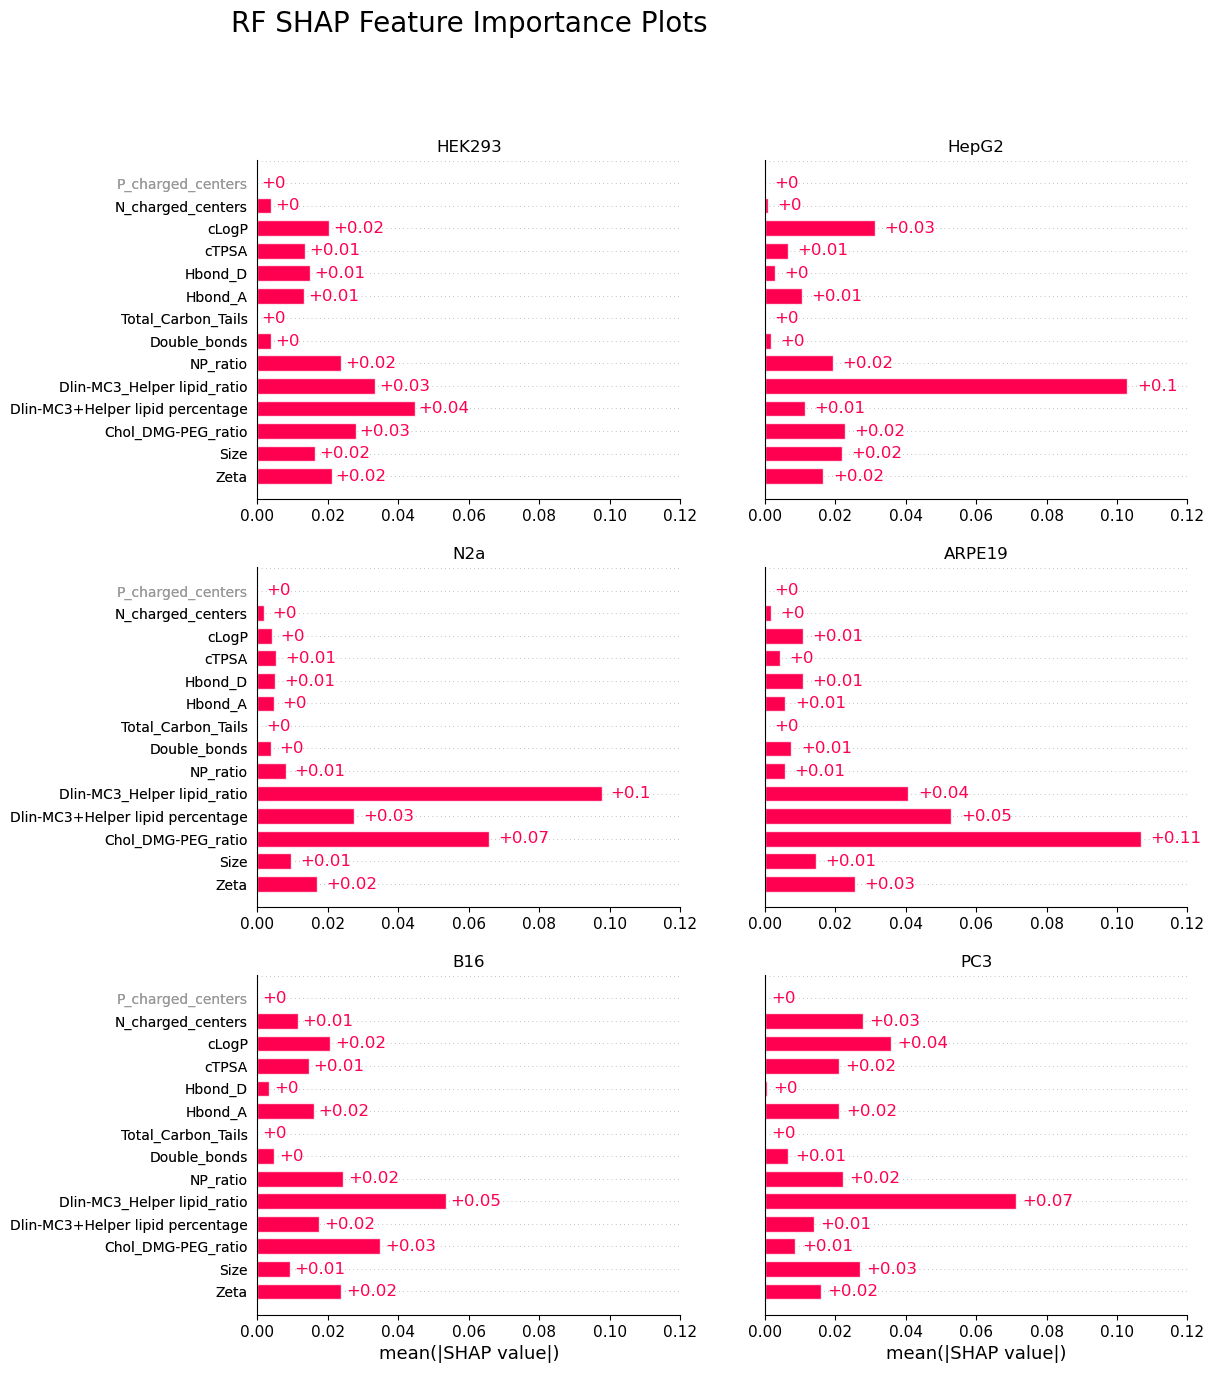 RF SHAP Feature Importance Plots
HEK293
P_charged_centers +0
N_charged_centers +0
cLogP +0.02
cTPSA +0.01
Hbond_D +0.01
Hbond_A +0.01
Total_Carbon_Tails +0
Double_bonds +0
NP_ratio +0.02
Dlin-MC3_Helper lipid_ratio +0.03
Dlin-MC3+Helper lipid percentage +0.04
Chol_DMG-PEG_ratio +0.03
Size +0.02
Zeta +0.02
0.00 0.02 0.04 0.06 0.08 0.10 0.12
HepG2
+0
+0
+0.03
+0.01
+0
+0.01
+0
+0
+0.02
+0.1
+0.01
+0.02
+0.02
+0.02
0.00 0.02 0.04 0.06 0.08 0.10 0.12
N2a
P_charged_centers +0
N_charged_centers +0
cLogP +0
cTPSA +0.01
Hbond_D +0.01
Hbond_A +0
Total_Carbon_Tails +0
Double_bonds +0
NP_ratio +0.01
Dlin-MC3_Helper lipid_ratio +0.1
Dlin-MC3+Helper lipid percentage +0.03
Chol_DMG-PEG_ratio +0.07
Size +0.01
Zeta +0.02
0.00 0.02 0.04 0.06 0.08 0.10 0.12
ARPE19
+0
+0
+0.01
+0
+0.01
+0.01
+0
+0.01
+0.01
+0.04
+0.05
+0.11
+0.01
+0.03
0.00 0.02 0.04 0.06 0.08 0.10 0.12
B16
P_charged_centers +0
N_charged_centers +0.01
cLogP +0.02
cTPSA +0.01
Hbond_D +0
Hbond_A +0.02
Total_Carbon_Tails +0
Double_bonds +0
NP_ratio +0.02
Dlin-MC3_Helper lipid_ratio +0.05
Dlin-MC3+Helper lipid percentage +0.02
Chol_DMG-PEG_ratio +0.03
Size +0.01
Zeta +0.02
0.00 0.02 0.04 0.06 0.08 0.10 0.12
mean(|SHAP value|)
PC3
+0
+0.03
+0.04
+0.02
+0
+0.02
+0
+0.01
+0.02
+0.07
+0.01
+0.01
+0.03
+0.02
0.00 0.02 0.04 0.06 0.08 0.10 0.12
mean(|SHAP value|)